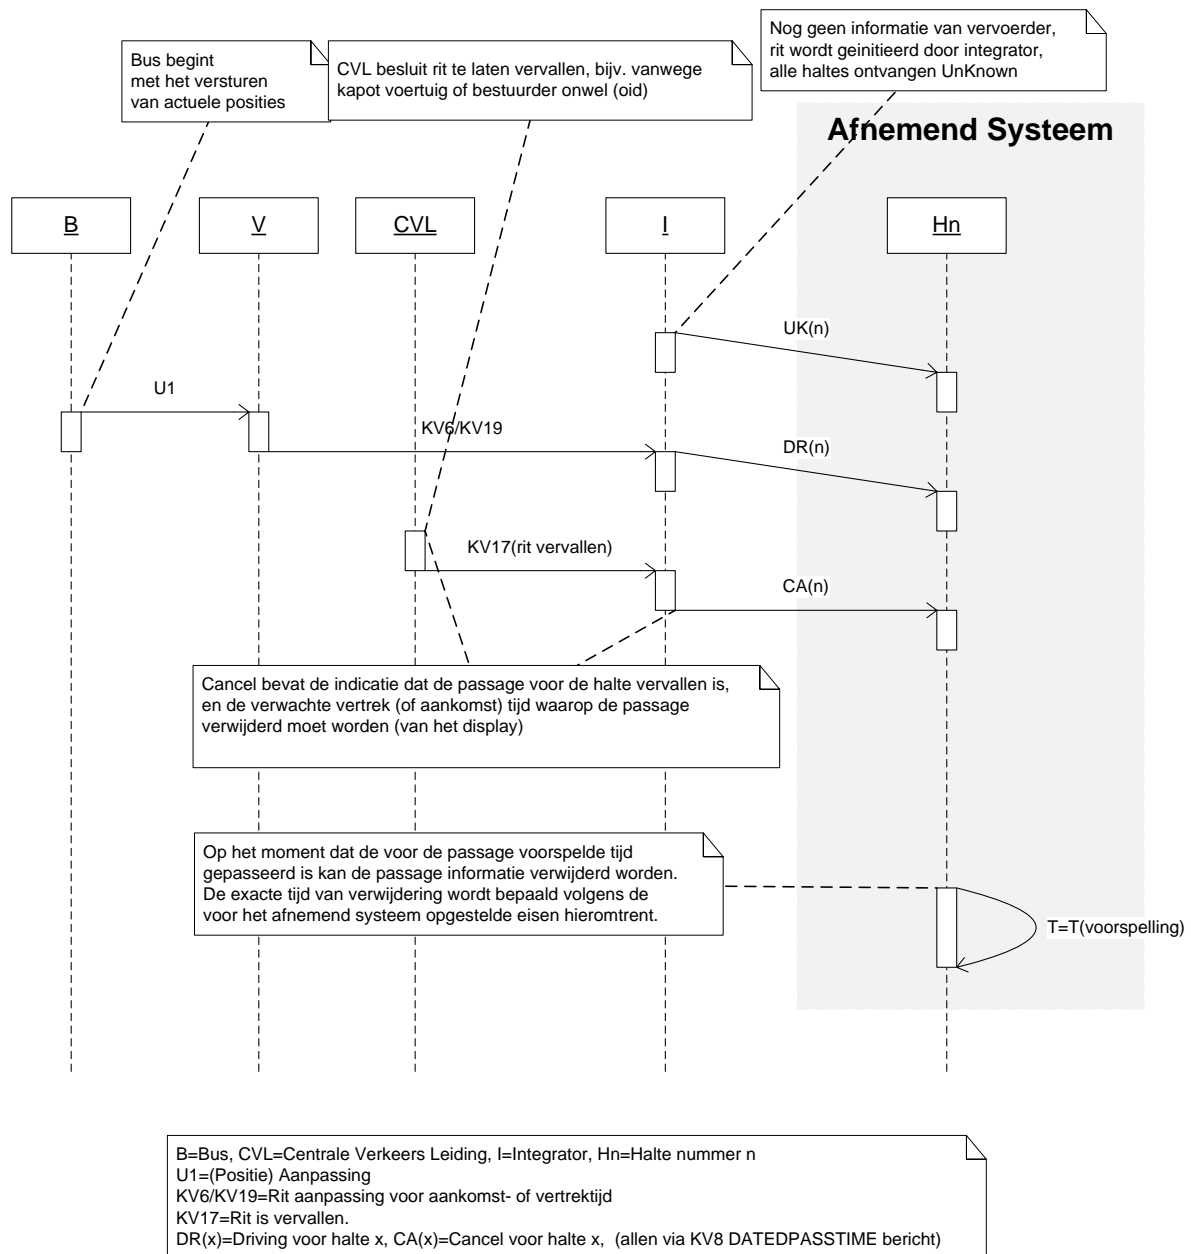 Nog geen informatie van vervoerder,
rit wordt geinitieerd door integrator,
alle haltes ontvangen UnKnown
Bus begint
met het versturen
van actuele posities
CVL besluit rit te laten vervallen, bijv. vanwege
kapot voertuig of bestuurder onwel (oid)
Afnemend Systeem
B
V
CVL
I
Hn
UK(n)
U1
KV6/KV19
DR(n)
KV17(rit vervallen)
CA(n)
Cancel bevat de indicatie dat de passage voor de halte vervallen is,
en de verwachte vertrek (of aankomst) tijd waarop de passage
verwijderd moet worden (van het display)
Op het moment dat de voor de passage voorspelde tijd
gepasseerd is kan de passage informatie verwijderd worden.
De exacte tijd van verwijdering wordt bepaald volgens de
voor het afnemend systeem opgestelde eisen hieromtrent.
T=T(voorspelling)
B=Bus, CVL=Centrale Verkeers Leiding, I=Integrator, Hn=Halte nummer n
U1=(Positie) Aanpassing
KV6/KV19=Rit aanpassing voor aankomst- of vertrektijd
KV17=Rit is vervallen.
DR(x)=Driving voor halte x, CA(x)=Cancel voor halte x, (allen via KV8 DATEDPASSTIME bericht)